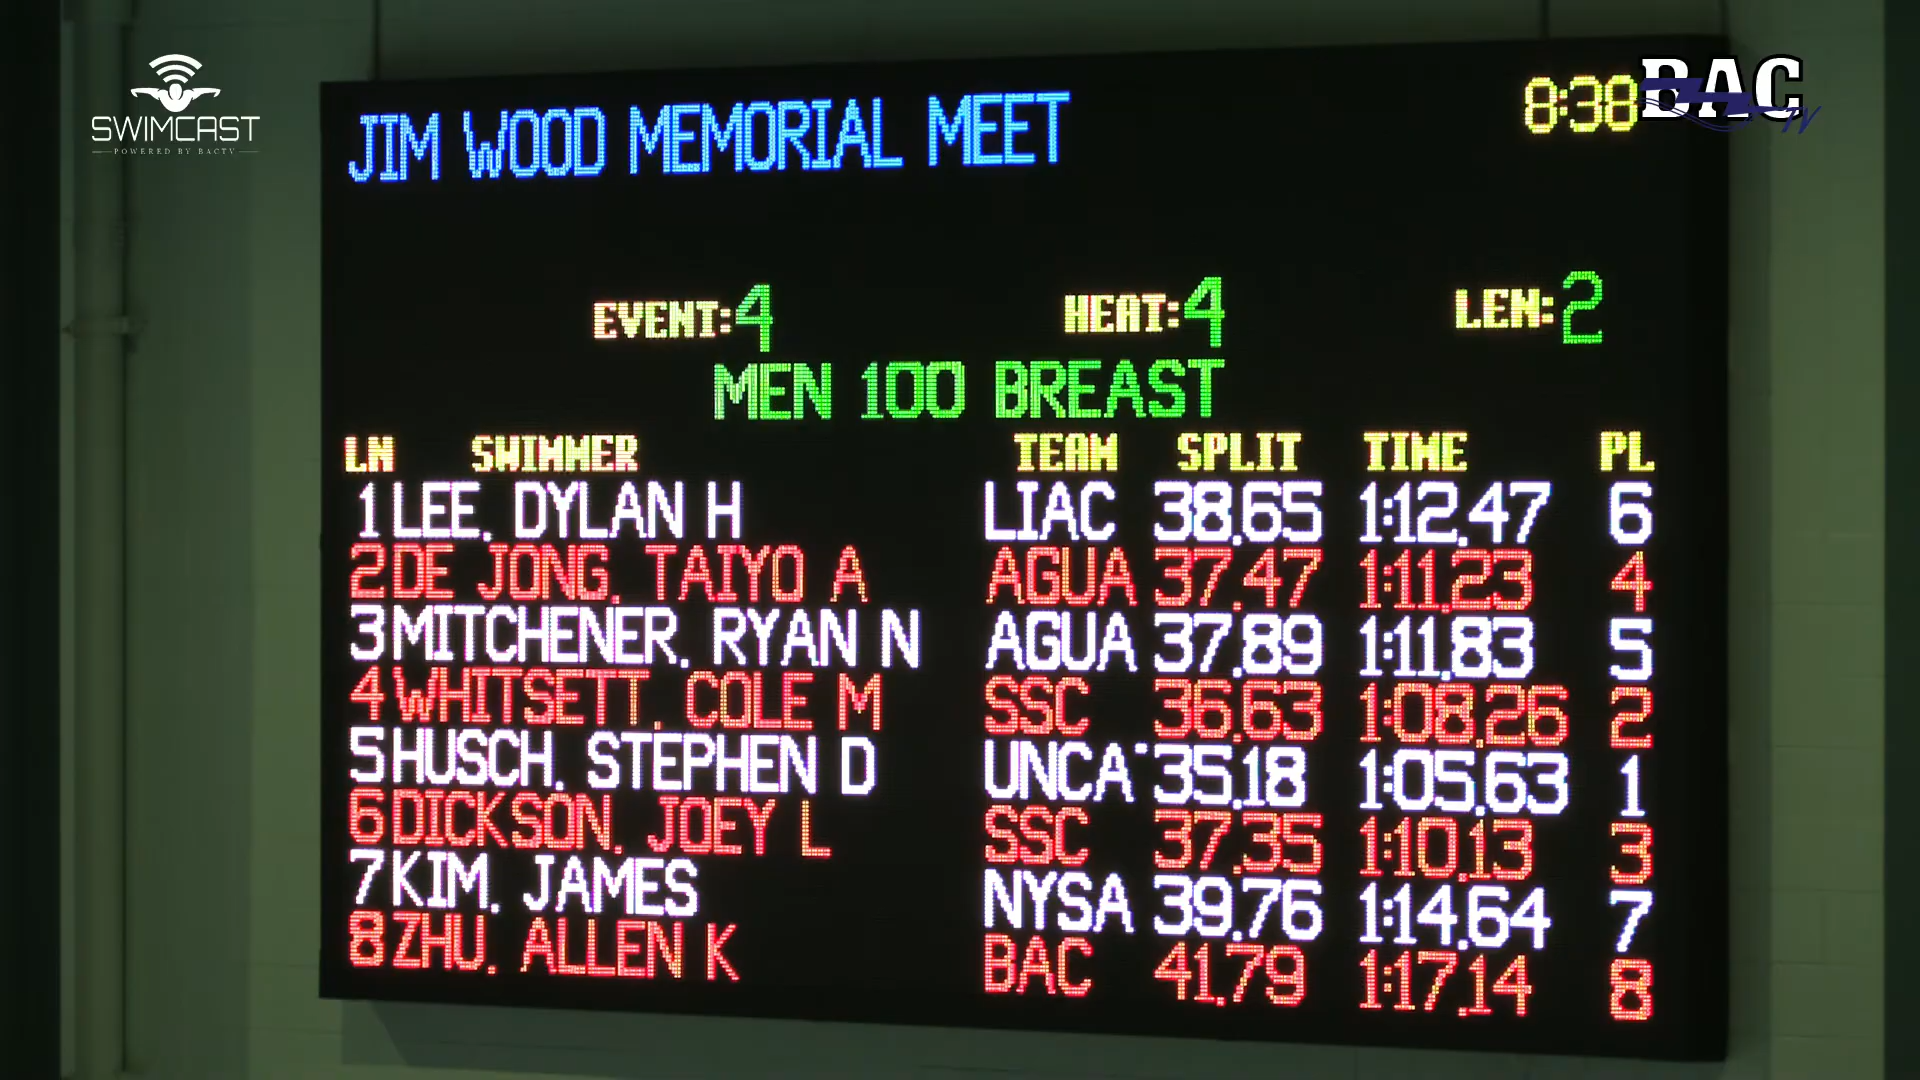 SWIMCAST
POWERED BY BACTV
BAC TV
JIM WOOD MEMORIAL MEET 8:38
EVENT:4 HEAT:4 LEN:2
MEN 100 BREAST
LN SWIMMER TEAM SPLIT TIME PL
1 LEE, DYLAN H LIAC 38.65 1:12.47 6
2 DE JONG, TAIYO A AGUA 37.47 1:11.23 4
3 MITCHENER, RYAN N AGUA 37.89 1:11.83 5
4 WHITSETT, COLE M SSC 36.63 1:08.26 2
5 HUSCH, STEPHEN D UNCA* 35.18 1:05.63 1
6 DICKSON, JOEY L SSC 37.35 1:10.13 3
7 KIM, JAMES NYSA 39.76 1:14.64 7
8 ZHU, ALLEN K BAC 41.79 1:17.14 8